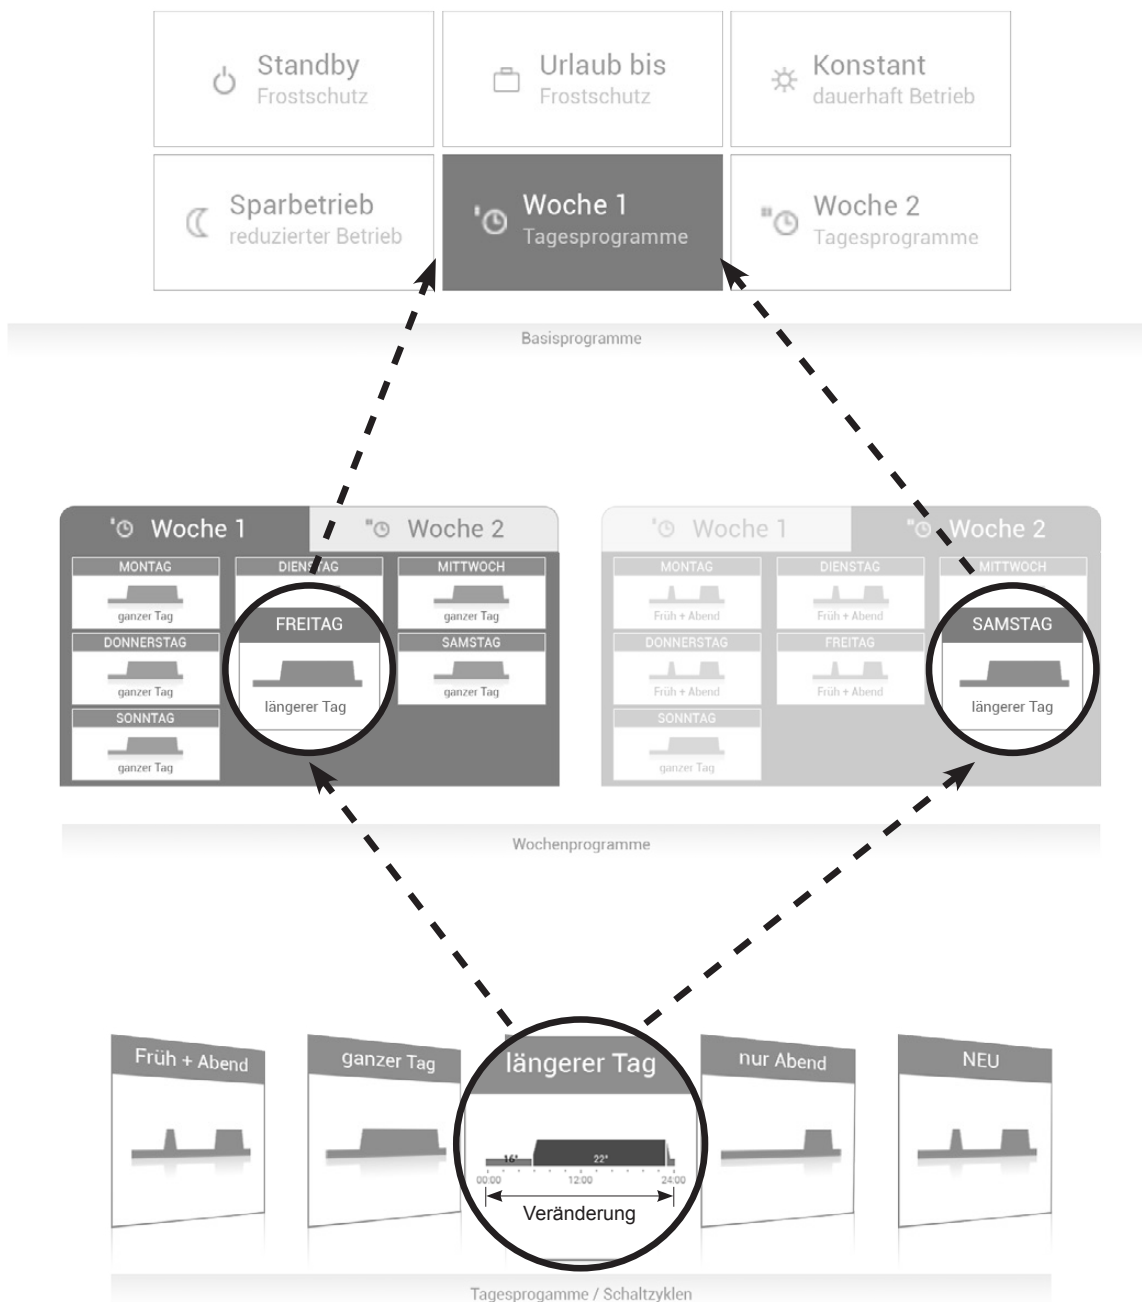 Standby
Frostschutz
Urlaub bis
Frostschutz
Konstant
dauerhaft Betrieb
Sparbetrieb
reduzierter Betrieb
Woche 1
Tagesprogramme
Woche 2
Tagesprogramme
Basisprogramme
Woche 1
Woche 2
MONTAG
ganzer Tag
DIENSTAG
MITTWOCH
ganzer Tag
DONNERSTAG
ganzer Tag
FREITAG
längerer Tag
SAMSTAG
ganzer Tag
SONNTAG
ganzer Tag
Woche 1
Woche 2
MONTAG
Früh + Abend
DIENSTAG
Früh + Abend
MITTWOCH
DONNERSTAG
Früh + Abend
FREITAG
Früh + Abend
SAMSTAG
längerer Tag
SONNTAG
ganzer Tag
Wochenprogramme
Früh + Abend
ganzer Tag
längerer Tag
16°
22°
00:00
12:00
24:00
Veränderung
nur Abend
NEU
Tagesprogamme / Schaltzyklen